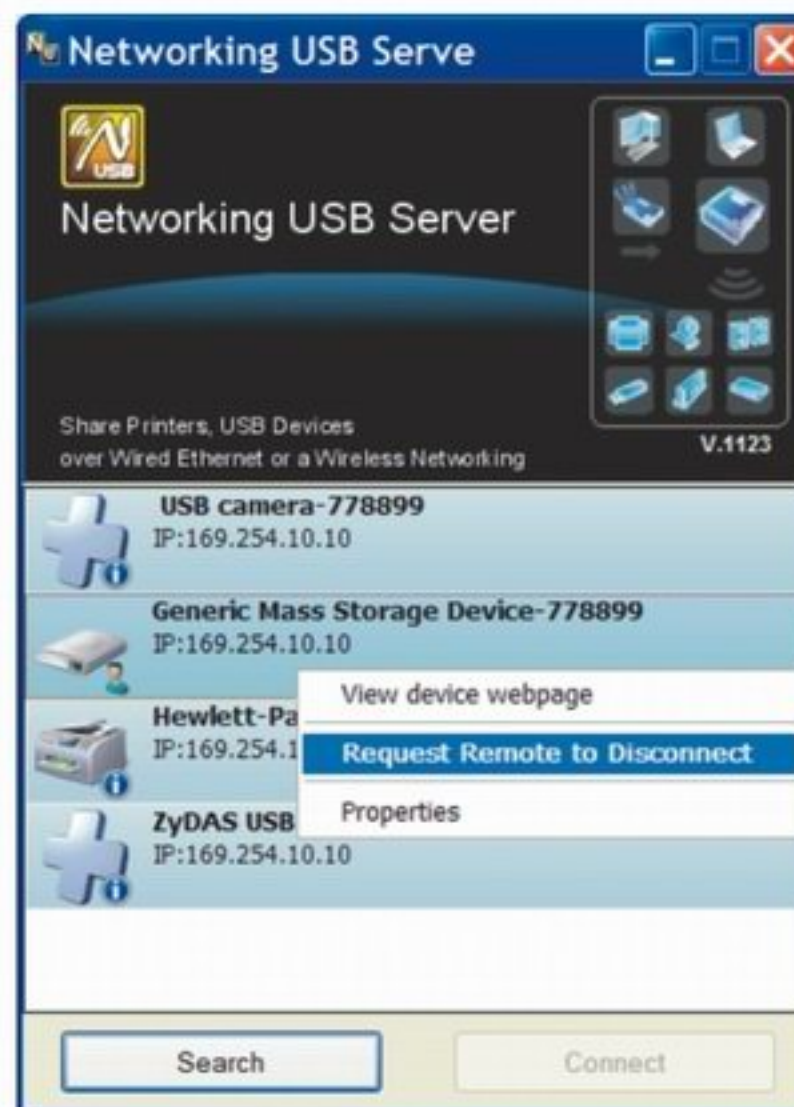 Networking USB Serve
USB
Networking USB Server
Share Printers, USB Devices
over Wired Ethernet or a Wireless Networking
V.1123
USB camera-778899
IP:169.254.10.10
Generic Mass Storage Device-778899
IP:169.254.10.10
View device webpage
Hewlett-Pa
IP:169.254.1
Request Remote to Disconnect
Properties
ZyDAS USB
IP:169.254.10.10
Search
Connect